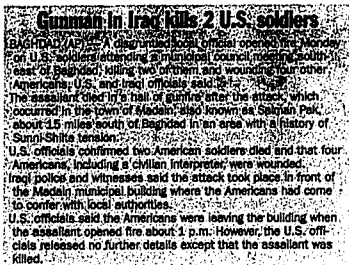 Gunman in Iraq kills 2 U.S. soldiers
BAGHDAD (AP) — A disgruntled local official opened fire Monday
on U.S. soldiers attending a municipal council meeting south-
east of Baghdad, killing two of them and wounding four other
Americans, U.S. and Iraqi officials said.
The assailant died in a hail of gunfire after the attack, which
occurred in the town of Madain, also known as Salman Pak,
about 15 miles south of Baghdad in an area with a history of
Sunni-Shiite tension.
U.S. officials confirmed two American soldiers died and that four
Americans, including a civilian interpreter, were wounded.
Iraqi police and witnesses said the attack took place in front of
the Madain municipal building where the Americans had come
to confer with local authorities.
U.S. officials said the Americans were leaving the building when
the assailant opened fire about 1 p.m. However, the U.S. offi-
cials released no further details except that the assailant was
killed.